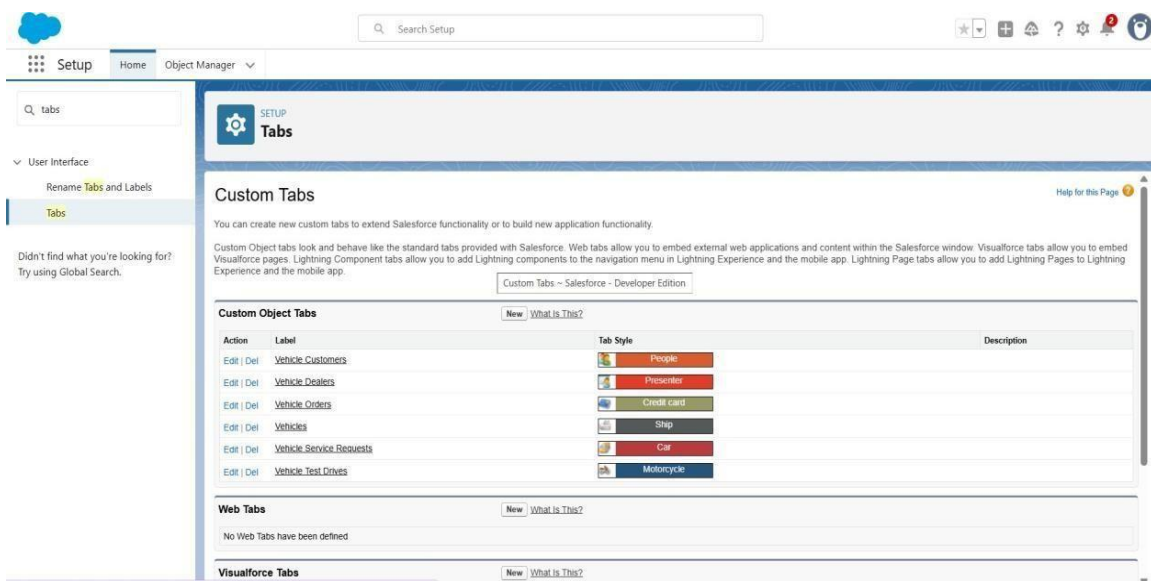 Search Setup
2
Setup
Home
Object Manager
tabs
SETUP
Tabs
User Interface
Rename Tabs and Labels
Tabs
Didn't find what you're looking for?
Try using Global Search.
Custom Tabs
Help for this Page
You can create new custom tabs to extend Salesforce functionality or to build new application functionality.
Custom Object tabs look and behave like the standard tabs provided with Salesforce. Web tabs allow you to embed external web applications and content within the Salesforce window. Visualforce tabs allow you to embed
Visualforce pages. Lightning Component tabs allow you to add Lightning components to the navigation menu in Lightning Experience and the mobile app. Lightning Page tabs allow you to add Lightning Pages to Lightning
Experience and the mobile app.
Custom Tabs ~ Salesforce - Developer Edition
Custom Object Tabs New What Is This?
Action Label Tab Style Description
Edit | Del Vehicle Customers People
Edit | Del Vehicle Dealers Presenter
Edit | Del Vehicle Orders Credit card
Edit | Del Vehicles Ship
Edit | Del Vehicle Service Requests Car
Edit | Del Vehicle Test Drives Motorcycle
Web Tabs New What Is This?
No Web Tabs have been defined
Visualforce Tabs New What Is This?